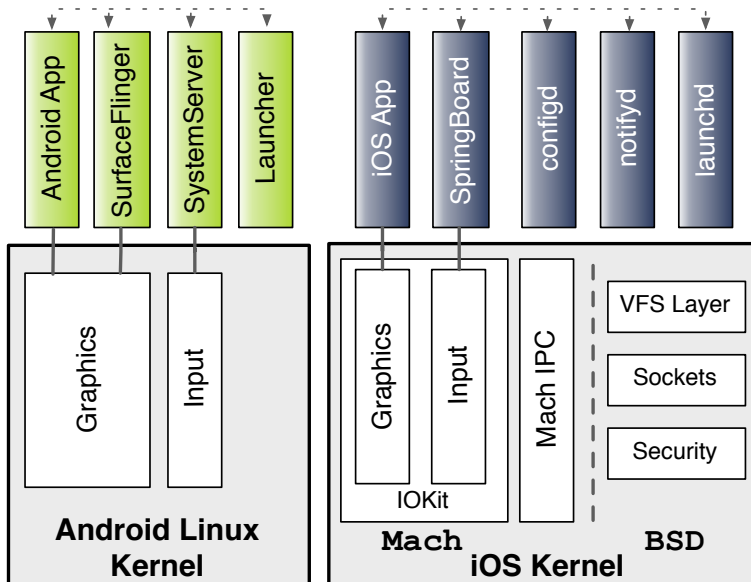 Android App
SurfaceFlinger
SystemServer
Launcher
iOS App
SpringBoard
configd
notifyd
launchd
Graphics
Input
Android Linux
Kernel
Graphics
Input
IOKit
Mach IPC
VFS Layer
Sockets
Security
Mach
BSD
iOS Kernel